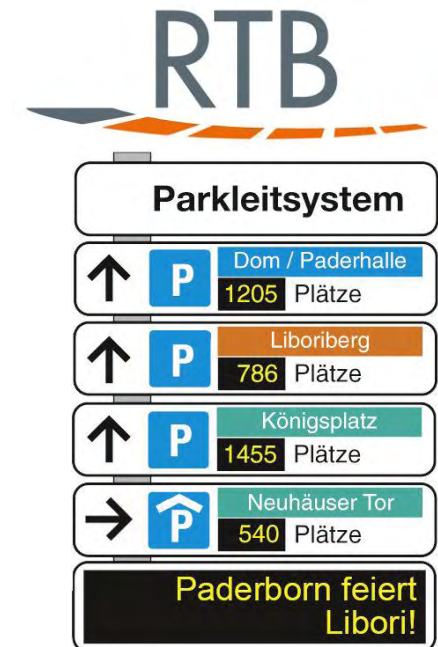 RTB
Parkleitsystem
P
Dom / Paderhalle
1205 Plätze
P
Liboriberg
786 Plätze
P
Königsplatz
1455 Plätze
P
Neuhäuser Tor
540 Plätze
Paderborn feiert
Libori!